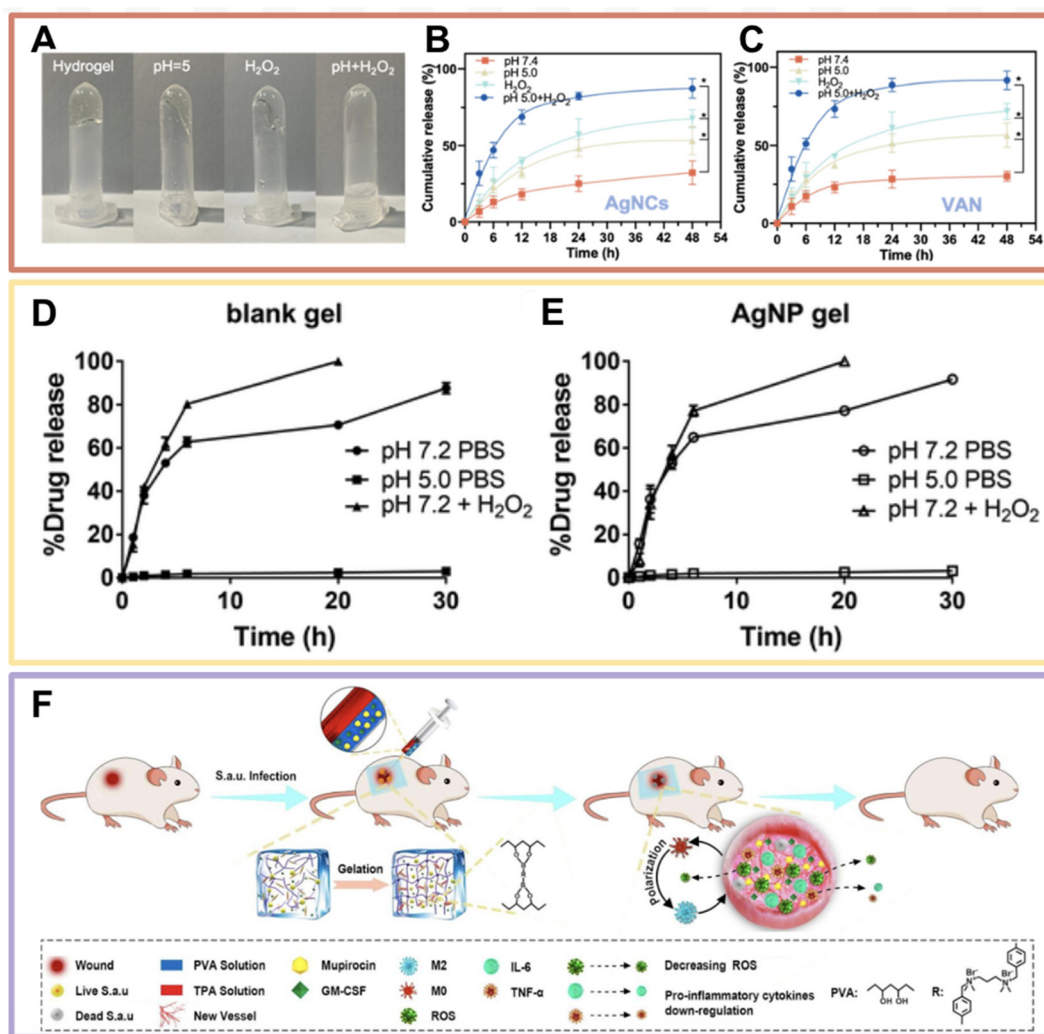 A
Hydrogel
pH=5
H₂O₂
pH+H₂O₂
B
Cumulative release (%)
100
50
0
pH 7.4
pH 5.0
H₂O₂
pH 5.0+H₂O₂
*
*
*
AgNCs
0 6 12 18 24 30 36 42 48 54
Time (h)
C
Cumulative release (%)
100
50
0
pH 7.4
pH 5.0
H₂O₂
pH 5.0+H₂O₂
*
*
*
VAN
0 6 12 18 24 30 36 42 48 54
Time (h)
D
blank gel
%Drug release
100
80
60
40
20
0
pH 7.2 PBS
pH 5.0 PBS
pH 7.2 + H₂O₂
0 10 20 30
Time (h)
E
AgNP gel
%Drug release
100
80
60
40
20
0
pH 7.2 PBS
pH 5.0 PBS
pH 7.2 + H₂O₂
0 10 20 30
Time (h)
F
S.a.u. Infection
Gelation
Polarization
Wound
PVA Solution
Mupirocin
M2
IL-6
Decreasing ROS
Live S.a.u
TPA Solution
GM-CSF
M0
TNF-α
Pro-inflammatory cytokines
down-regulation
Dead S.a.u
New Vessel
ROS
PVA:
OH OH
R:
Br⁻
Br⁻